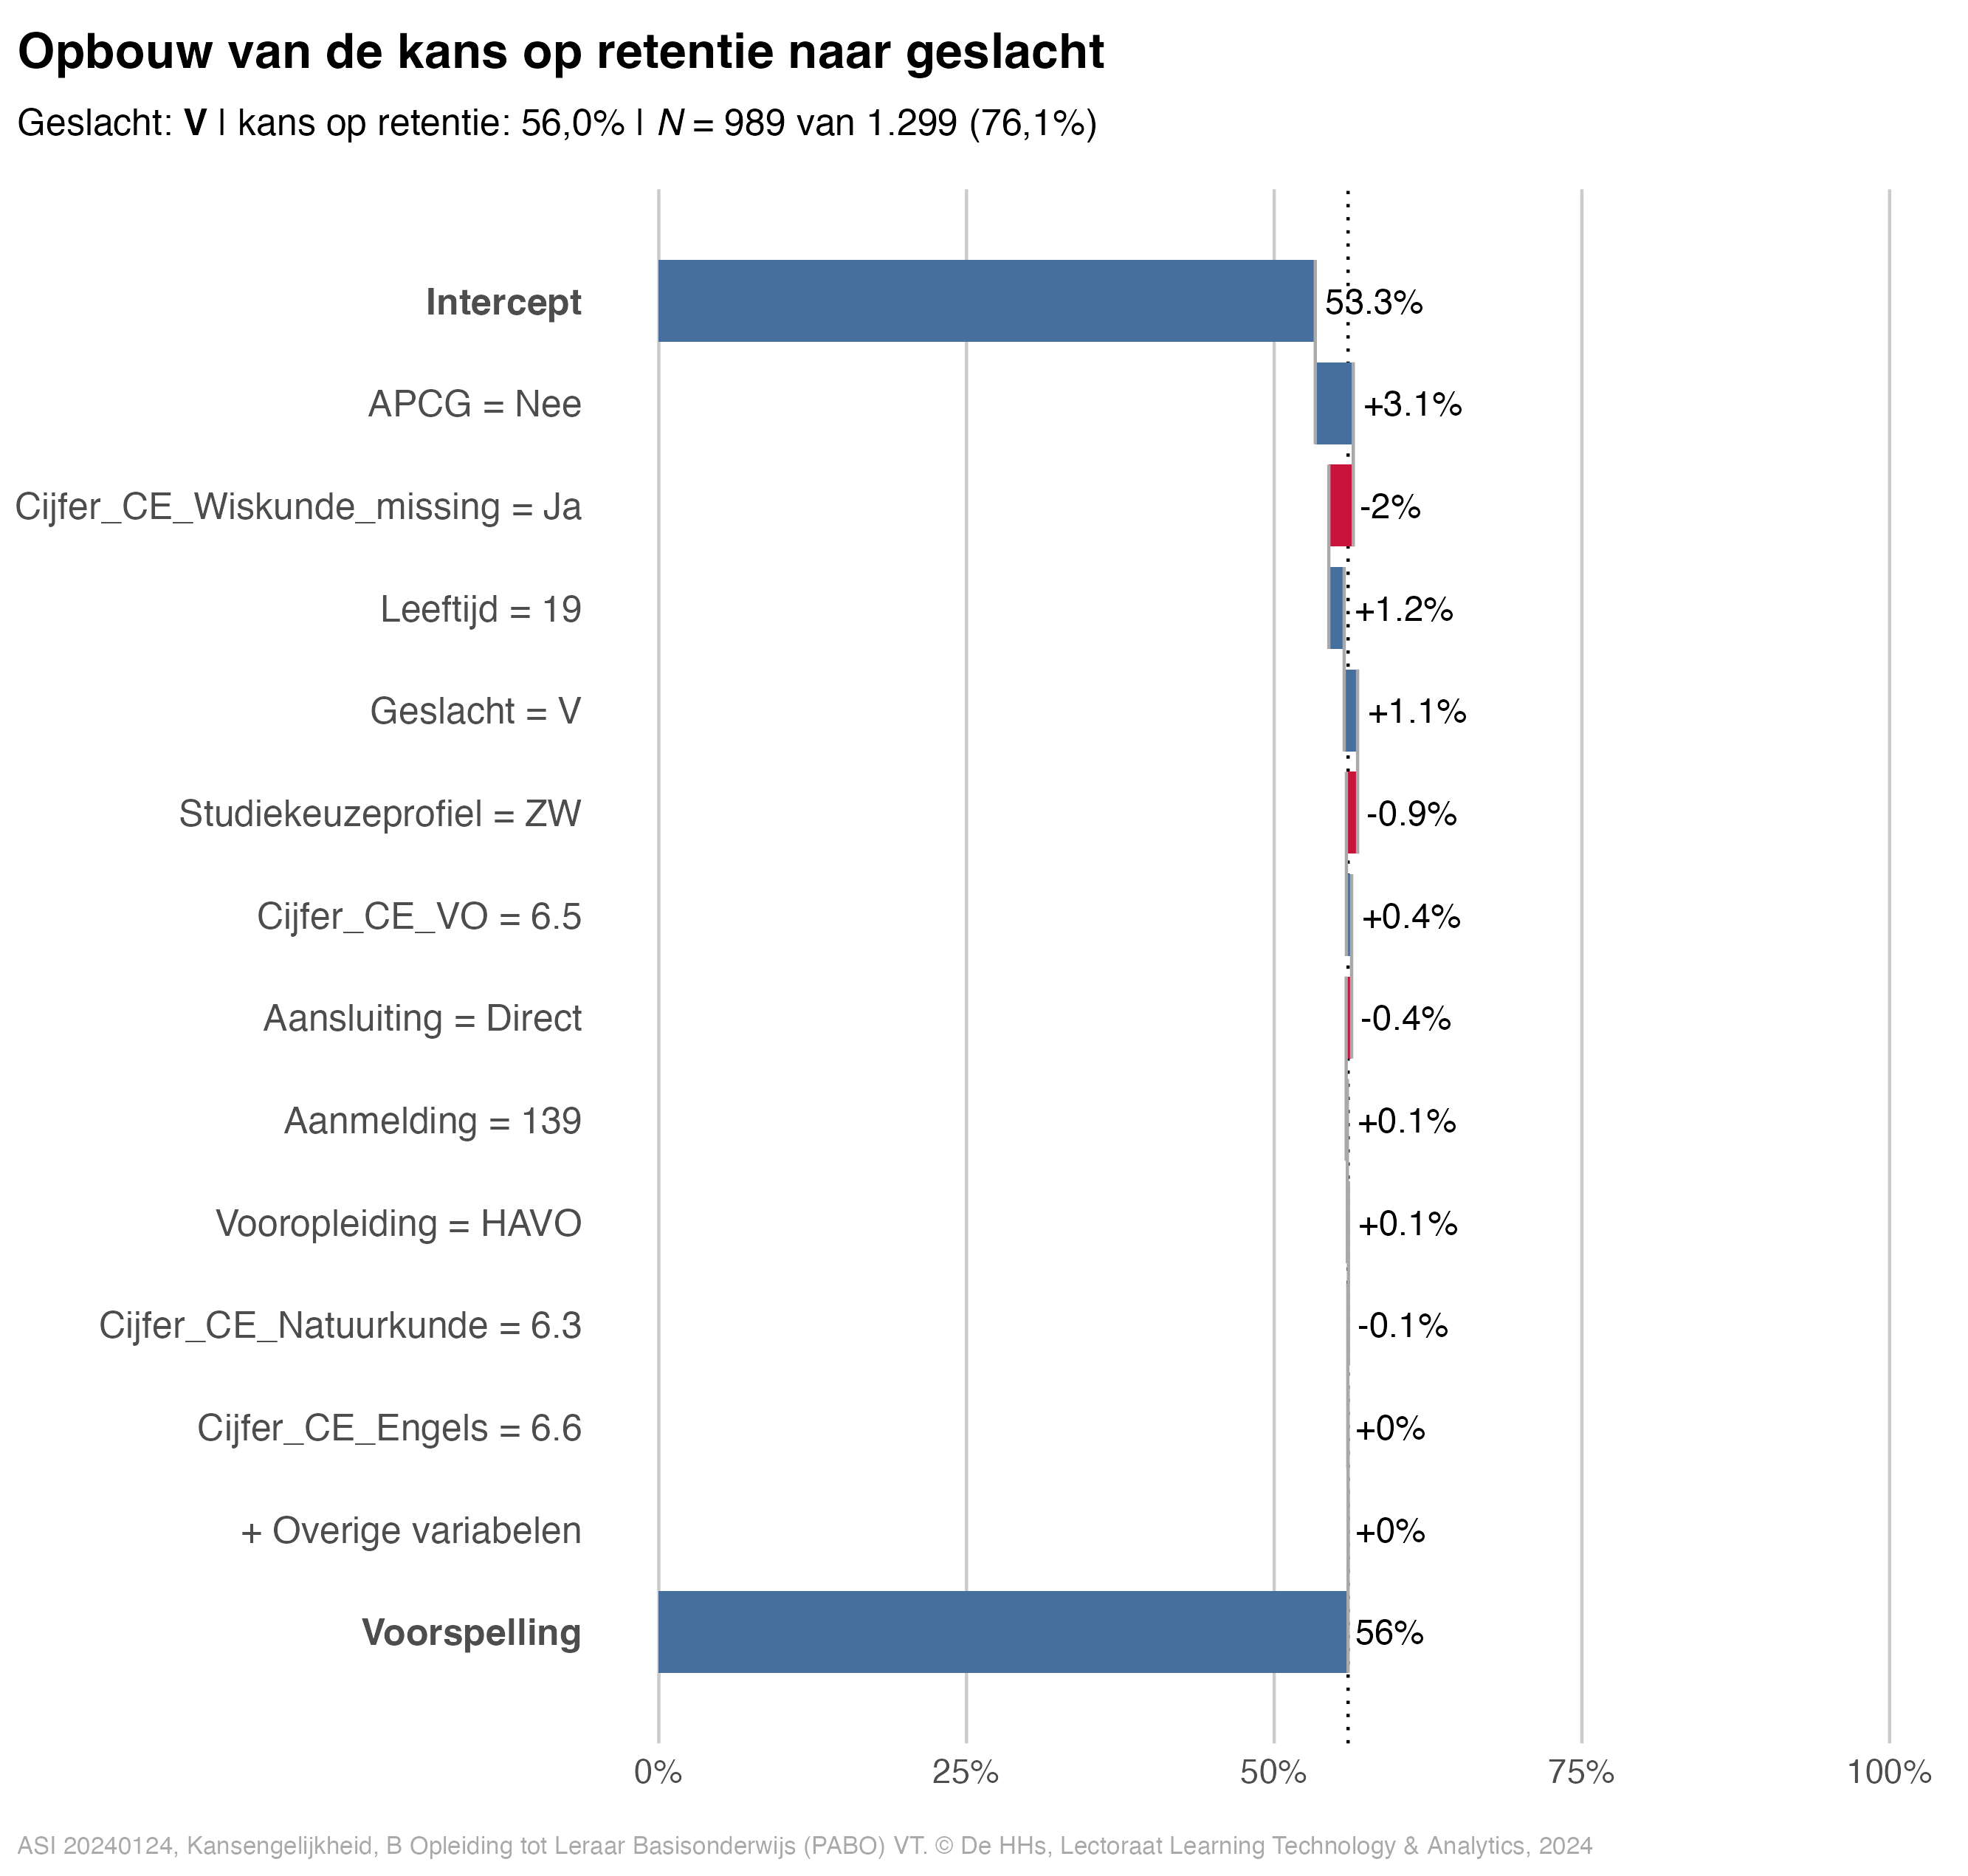 Opbouw van de kans op retentie naar geslacht
Geslacht: V | kans op retentie: 56,0% | N = 989 van 1.299 (76,1%)
Intercept 53.3%
APCG = Nee +3.1%
Cijfer_CE_Wiskunde_missing = Ja -2%
Leeftijd = 19 +1.2%
Geslacht = V +1.1%
Studiekeuzeprofiel = ZW -0.9%
Cijfer_CE_VO = 6.5 +0.4%
Aansluiting = Direct -0.4%
Aanmelding = 139 +0.1%
Vooropleiding = HAVO +0.1%
Cijfer_CE_Natuurkunde = 6.3 -0.1%
Cijfer_CE_Engels = 6.6 +0%
+ Overige variabelen +0%
Voorspelling 56%
0% 25% 50% 75% 100%
ASI 20240124, Kansengelijkheid, B Opleiding tot Leraar Basisonderwijs (PABO) VT. © De HHs, Lectoraat Learning Technology & Analytics, 2024